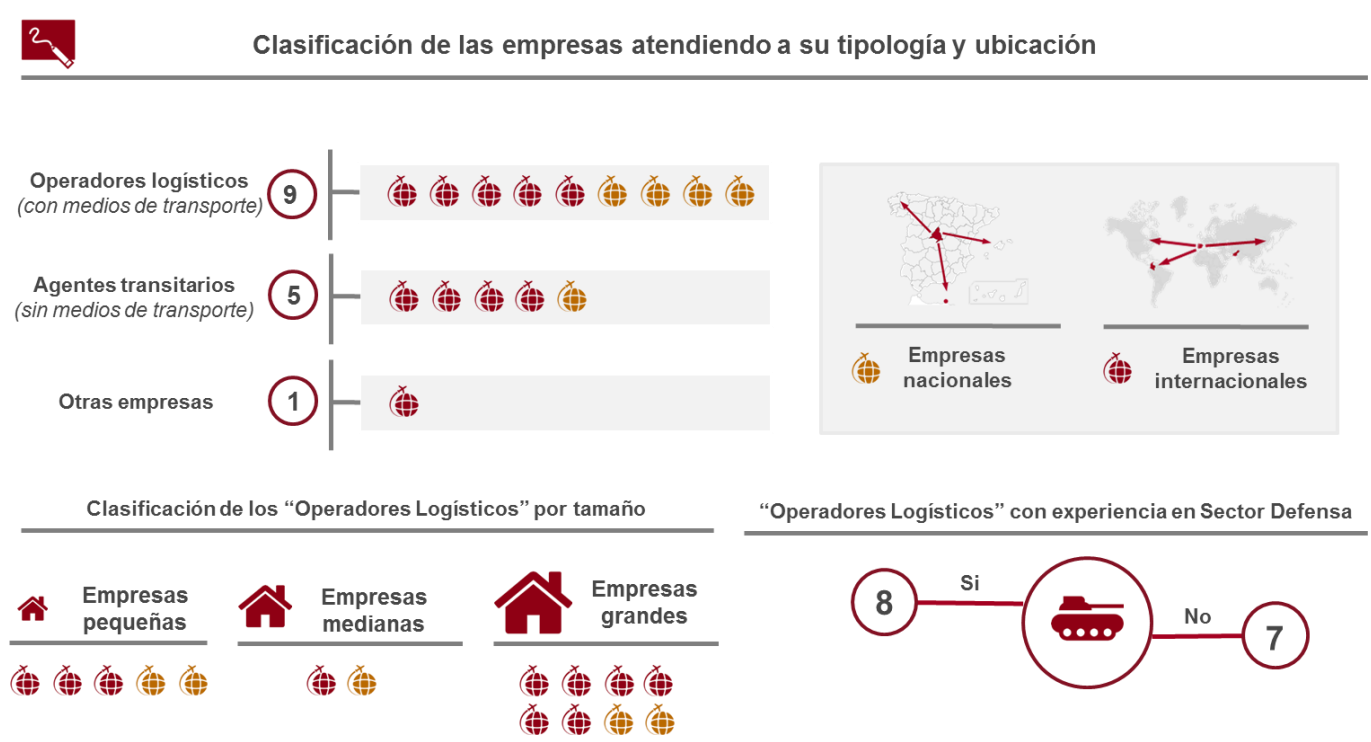 Clasificación de las empresas atendiendo a su tipología y ubicación
Operadores logísticos
(con medios de transporte)
9
Agentes transitarios
(sin medios de transporte)
5
Otras empresas
1
Empresas
nacionales
Empresas
internacionales
Clasificación de los “Operadores Logísticos” por tamaño
Empresas
pequeñas
Empresas
medianas
Empresas
grandes
“Operadores Logísticos” con experiencia en Sector Defensa
8
Si
No
7